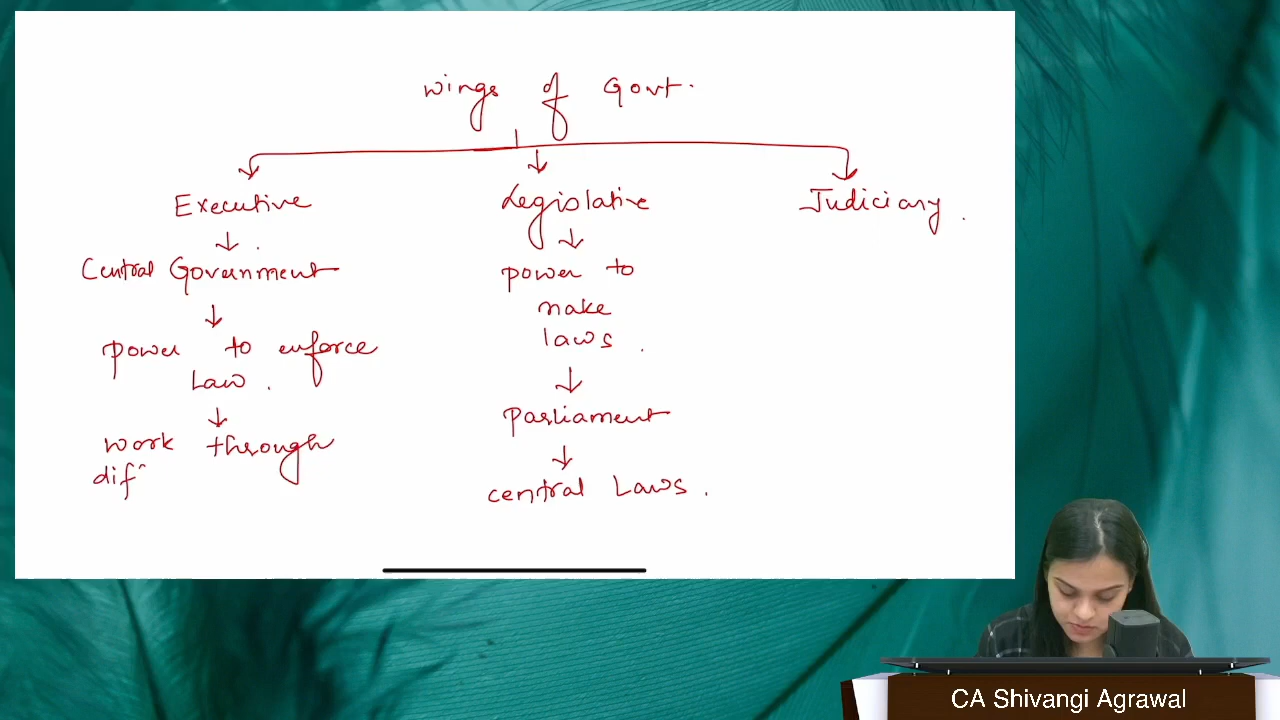 wings of Govt.
Executive
Legislative
Judiciary.
Central Government
power to enforce
Law.
work through
dif
power to
make
laws.
Parliament
central Laws.
CA Shivangi Agrawal